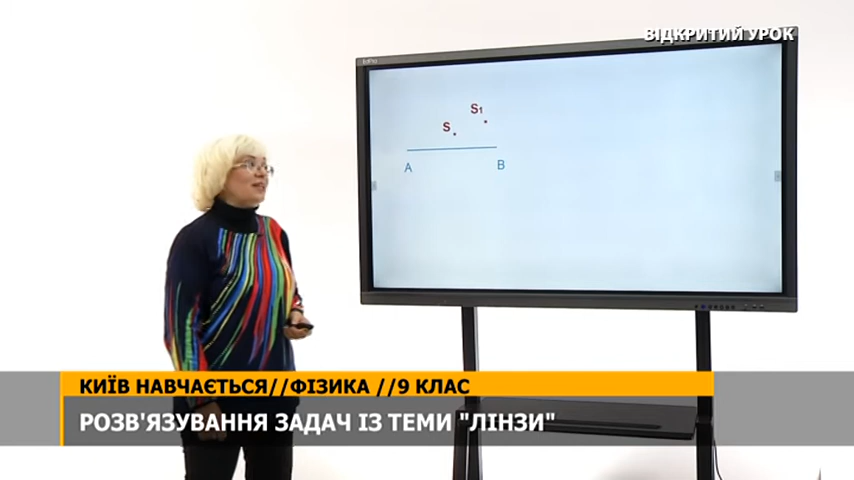 ВІДКРИТИЙ УРОК
S1
S
A
B
КИЇВ НАВЧАЄТЬСЯ//ФІЗИКА //9 КЛАС
РОЗВ'ЯЗУВАННЯ ЗАДАЧ ІЗ ТЕМИ "ЛІНЗИ"